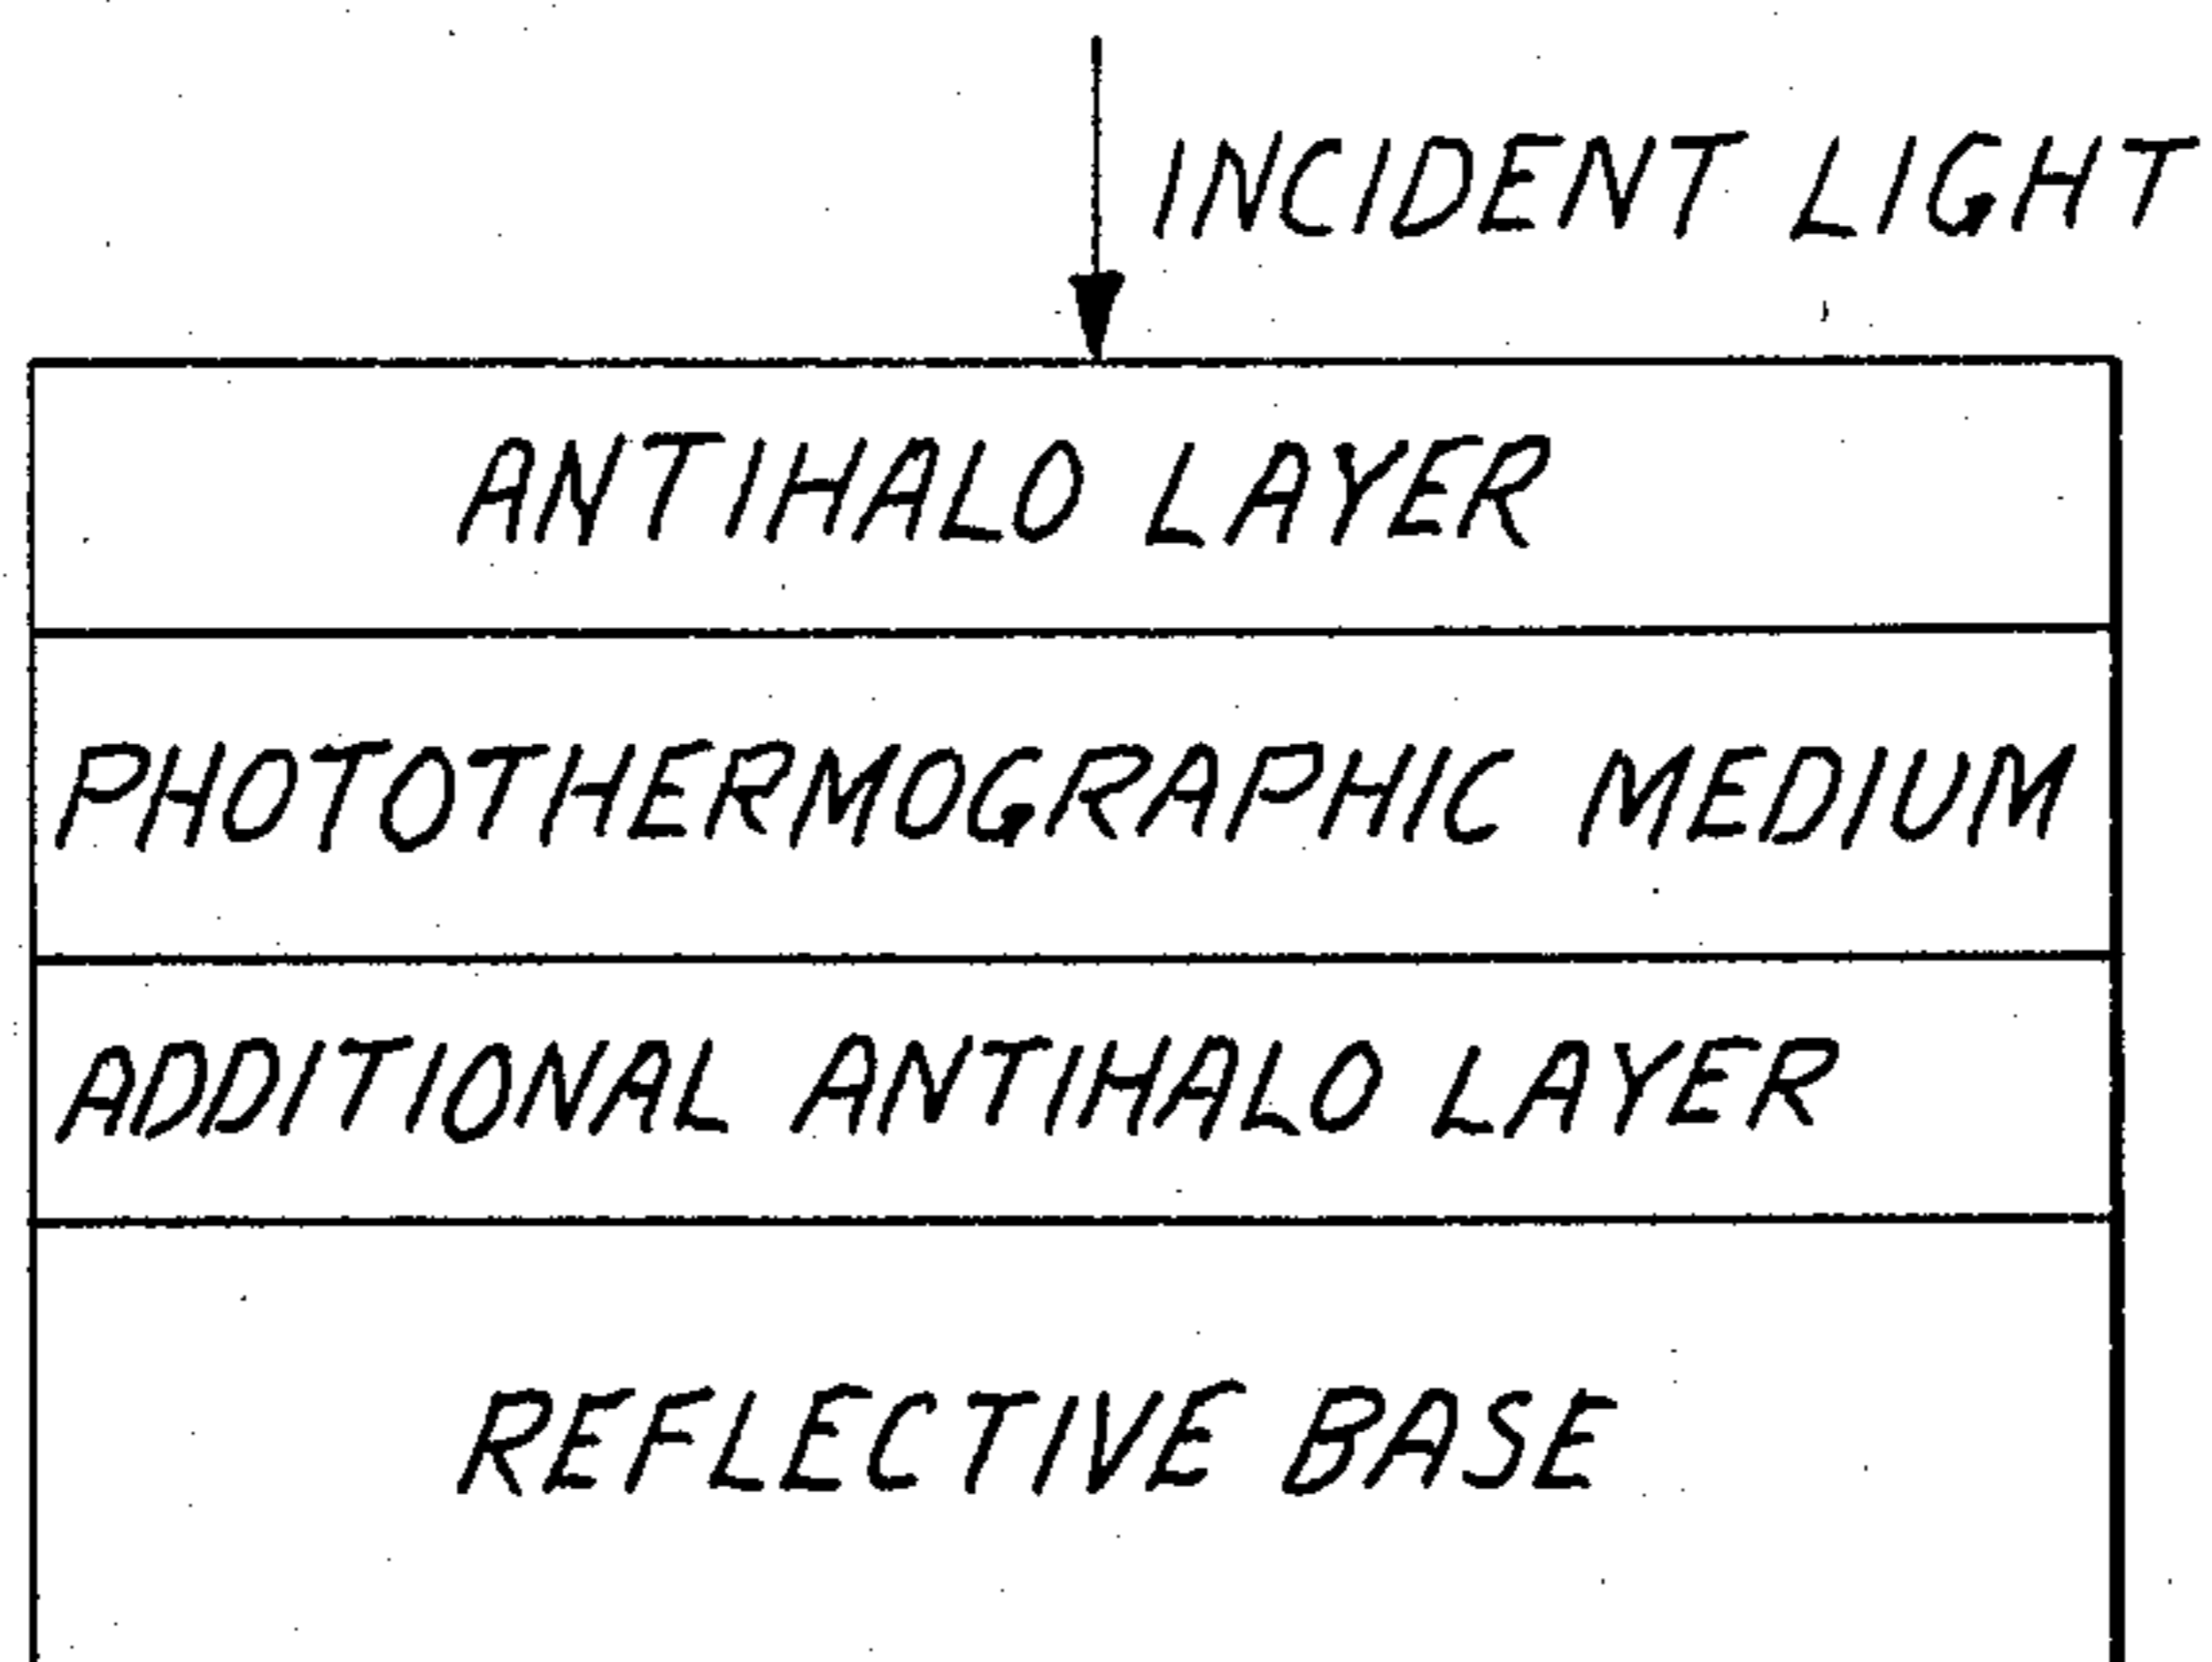 INCIDENT LIGHT
ANTIHALO LAYER
PHOTOTHERMOGRAPHIC MEDIUM
ADDITIONAL ANTIHALO LAYER
REFLECTIVE BASE